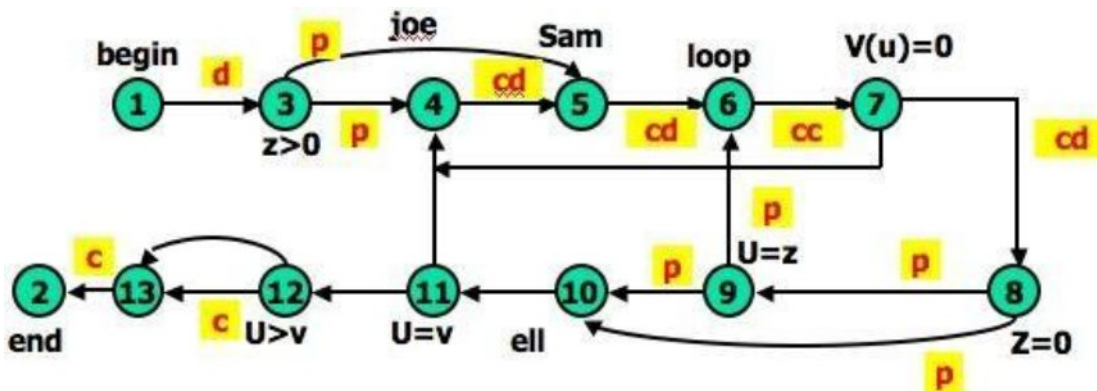 joe
begin
p
Sam
loop
V(u)=0
d
cd
1
3
4
5
6
7
z>0
p
cd
cc
cd
p
U=z
c
p
p
2
13
12
11
10
9
8
end
c
U>v
U=v
ell
Z=0
p